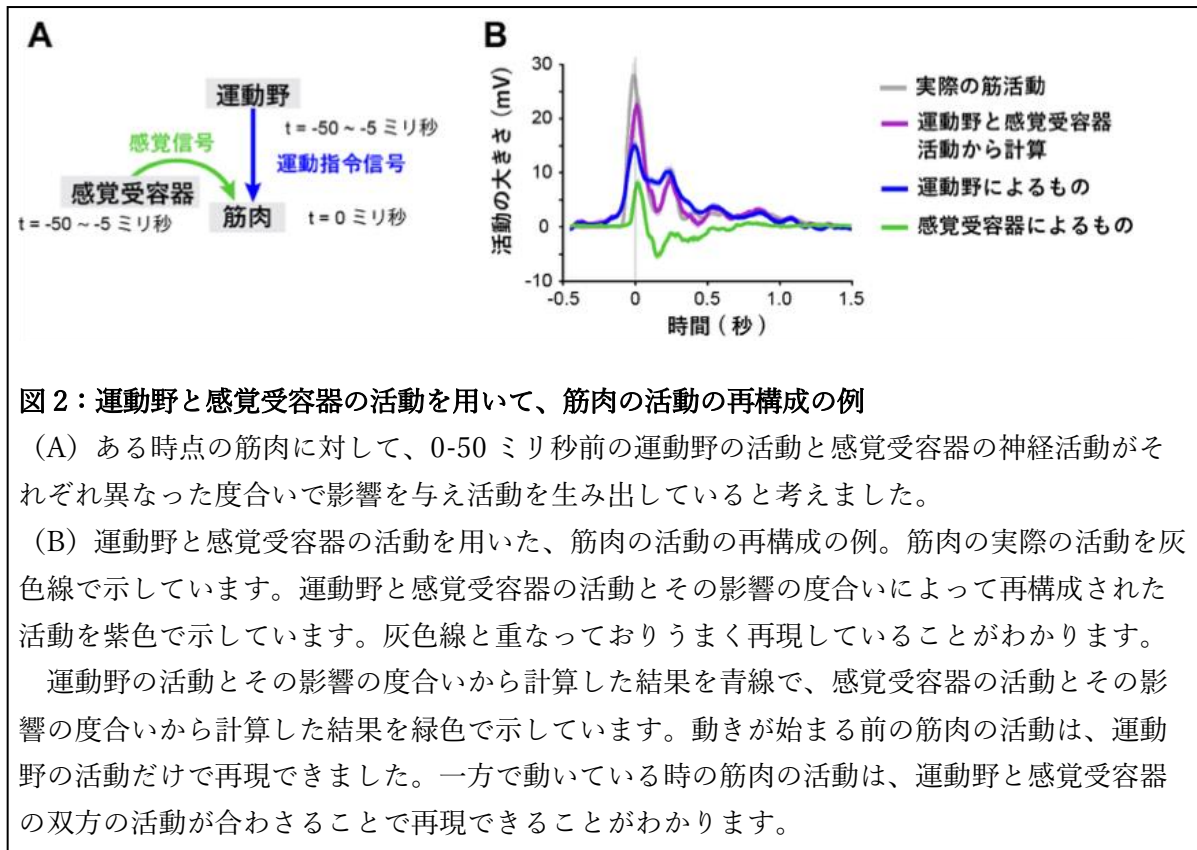 A
運動野
t = -50 ~ -5 ミリ秒
感覚信号
運動指令信号
感覚受容器
t = -50 ~ -5 ミリ秒
筋肉
t = 0 ミリ秒
B
活動の大きさ (mV)
30
20
10
0
-10
-0.5
0
0.5
1.0
1.5
時間 ( 秒 )
実際の筋活動
運動野と感覚受容器
活動から計算
運動野によるもの
感覚受容器によるもの
図 2：運動野と感覚受容器の活動を用いて、筋肉の活動の再構成の例
（A）ある時点の筋肉に対して、0-50 ミリ秒前の運動野の活動と感覚受容器の神経活動がそ
れぞれ異なった度合いで影響を与え活動を生み出していると考えました。
（B）運動野と感覚受容器の活動を用いた、筋肉の活動の再構成の例。筋肉の実際の活動を灰
色線で示しています。運動野と感覚受容器の活動とその影響の度合いによって再構成された
活動を紫色で示しています。灰色線と重なっておりうまく再現していることがわかります。
運動野の活動とその影響の度合いから計算した結果を青線で、感覚受容器の活動とその影
響の度合いから計算した結果を緑色で示しています。動きが始まる前の筋肉の活動は、運動
野の活動だけで再現できました。一方で動いている時の筋肉の活動は、運動野と感覚受容器
の双方の活動が合わさることで再現できることがわかります。